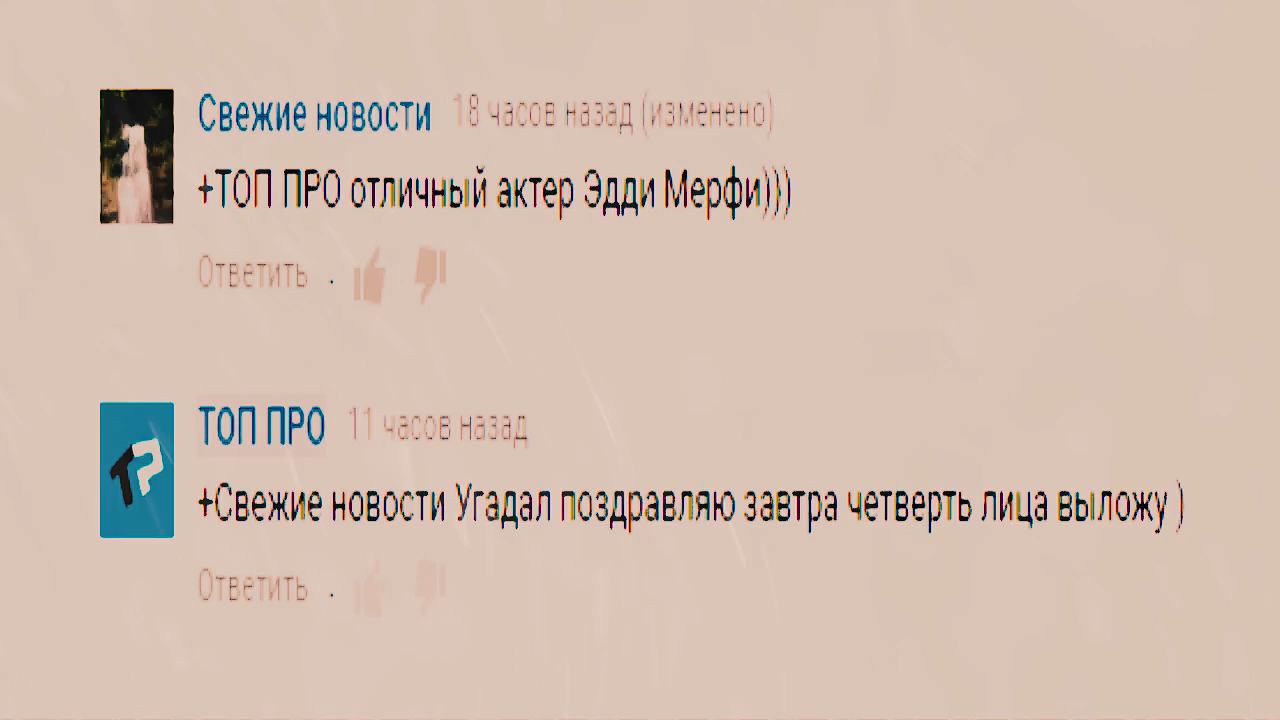 Свежие новости 18 часов назад (изменено)
+ТОП ПРО отличный актер Эдди Мерфи)))
Ответить ·
ТОП ПРО 11 часов назад
+Свежие новости Угадал поздравляю завтра четверть лица выложу )
Ответить ·